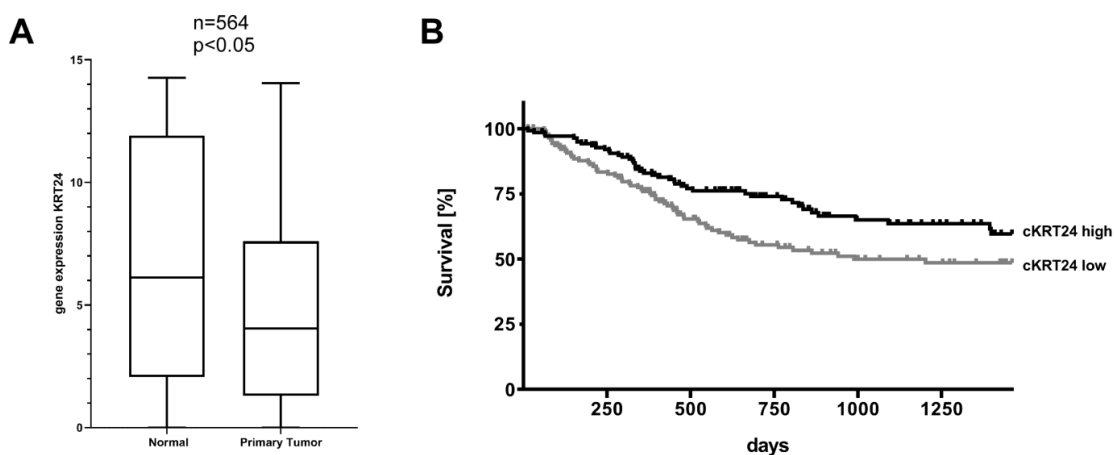 A
n=564
p<0.05
gene expression KRT24
15
10
5
0
Normal
Primary Tumor
B
Survival [%]
100
75
50
25
0
250
500
750
1000
1250
days
cKRT24 high
cKRT24 low